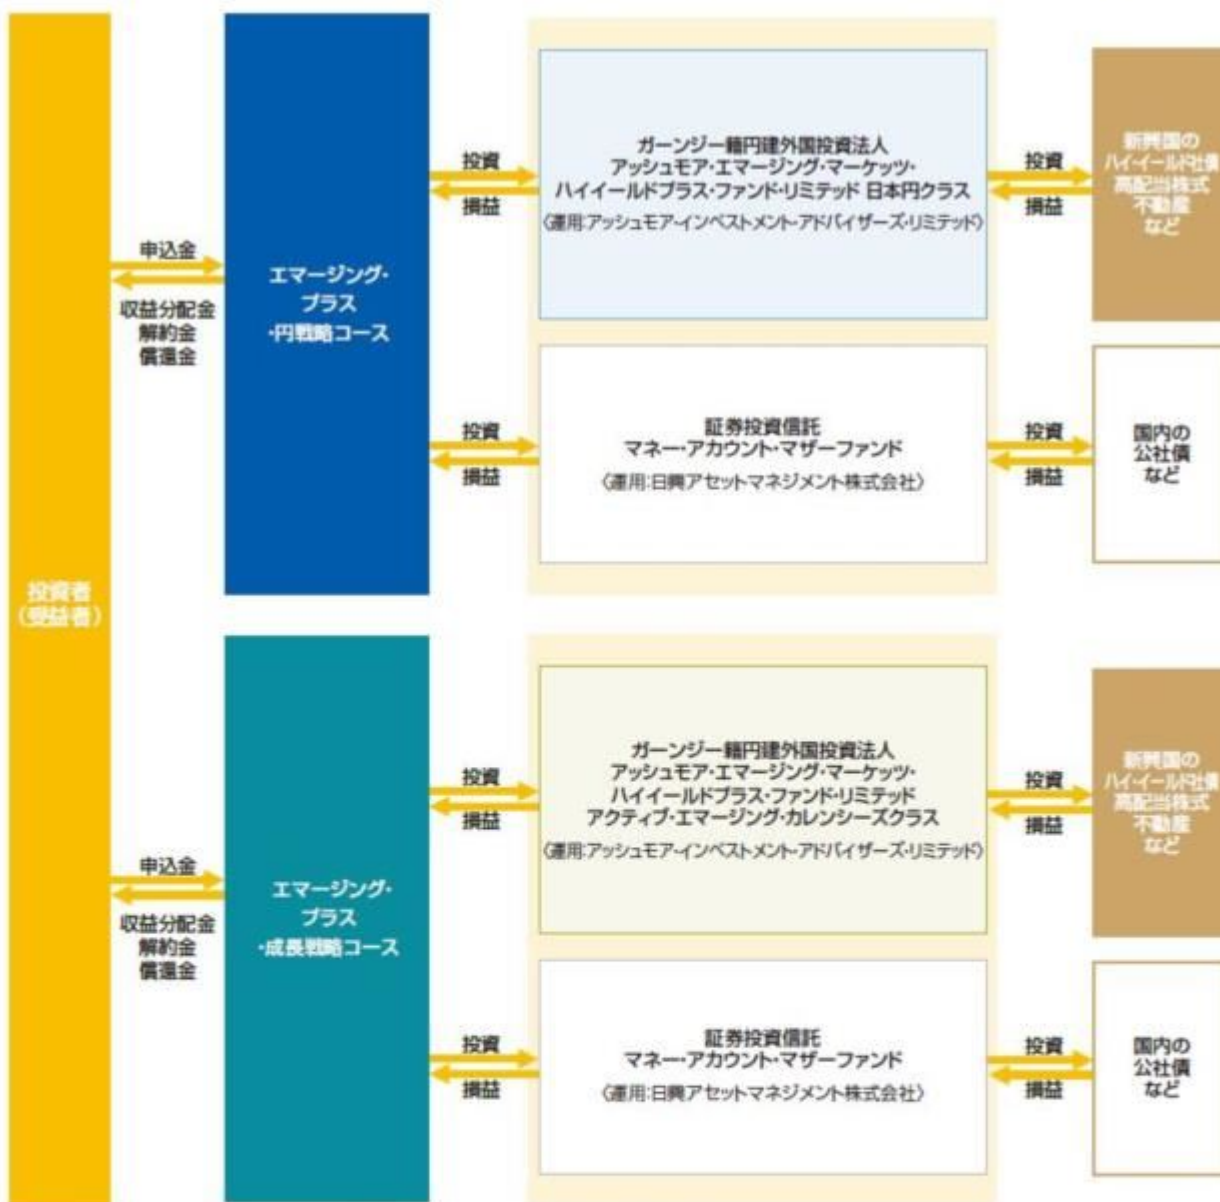 投資者
(受益者)
申込金
収益分配金
解約金
償還金
エマージング・
プラス
・円戦略コース
投資
損益
ガーンジー籍円建外国投資法人
アッシュモア・エマージング・マーケッツ・
ハイイールドプラス・ファンド・リミテッド 日本円クラス
〈運用:アッシュモア・インベストメント・アドバイザーズ・リミテッド〉
投資
損益
新興国の
ハイ・イールド社債
高配当株式
不動産
など
投資
損益
証券投資信託
マネー・アカウント・マザーファンド
〈運用:日興アセットマネジメント株式会社〉
投資
損益
国内の
公社債
など
申込金
収益分配金
解約金
償還金
エマージング・
プラス
・成長戦略コース
投資
損益
ガーンジー籍円建外国投資法人
アッシュモア・エマージング・マーケッツ・
ハイイールドプラス・ファンド・リミテッド
アクティブ・エマージング・カレンシーズクラス
〈運用:アッシュモア・インベストメント・アドバイザーズ・リミテッド〉
投資
損益
新興国の
ハイ・イールド社債
高配当株式
不動産
など
投資
損益
証券投資信託
マネー・アカウント・マザーファンド
〈運用:日興アセットマネジメント株式会社〉
投資
損益
国内の
公社債
など